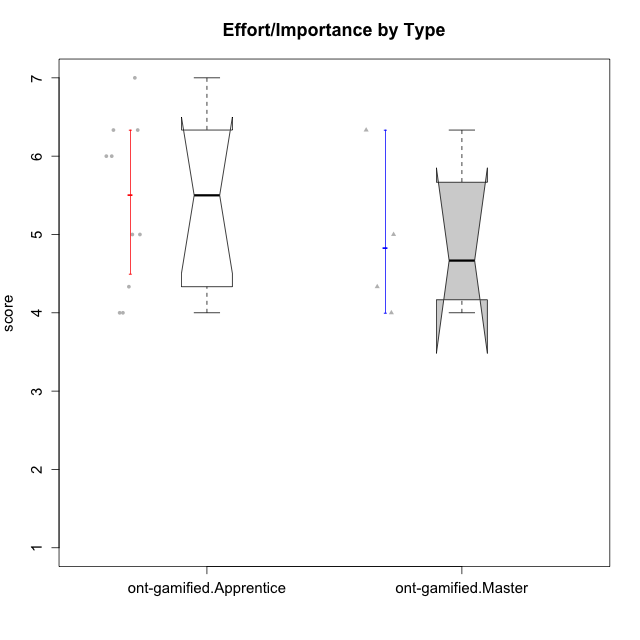 Effort/Importance by Type
7
6
5
4
3
2
1
score
ont-gamified.Apprentice
ont-gamified.Master